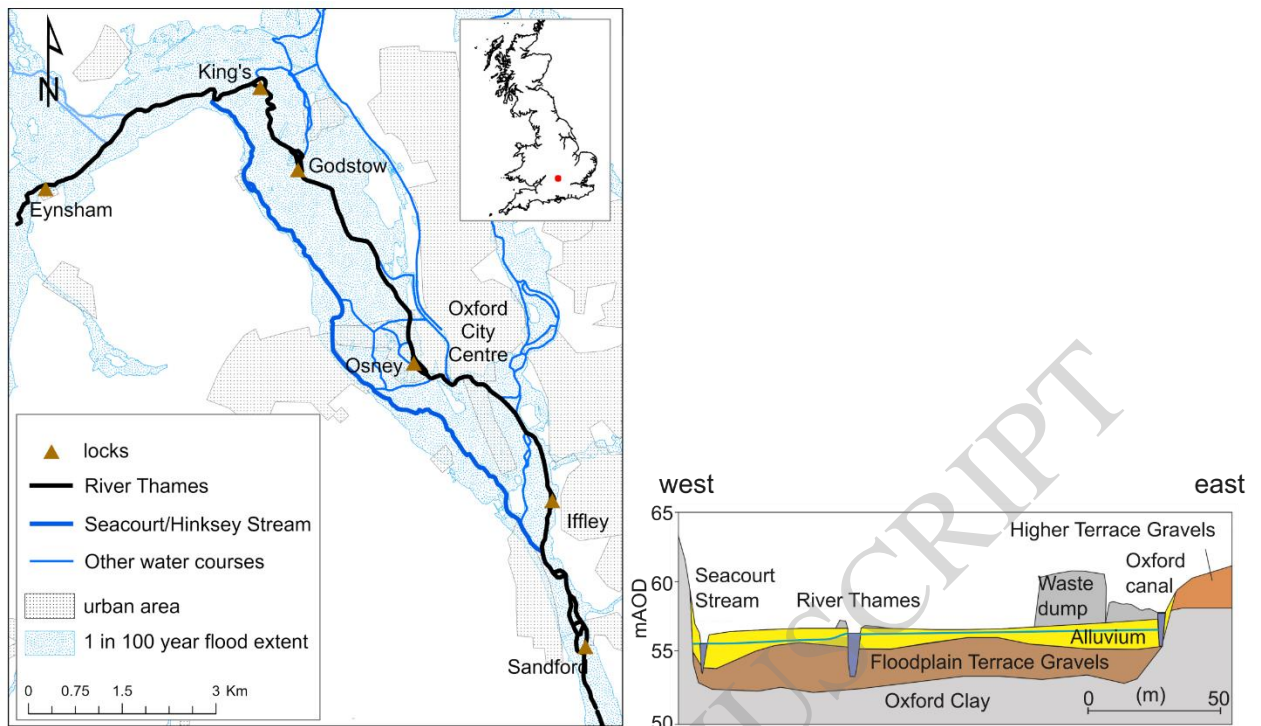 N
King's
Godstow
Eynsham
Oxford
City
Centre
Osney
Iffley
Sandford
locks
River Thames
Seacourt/Hinksey Stream
Other water courses
urban area
1 in 100 year flood extent
0 0.75 1.5 3 Km
west east
65
60
55
50
mAOD
Higher Terrace Gravels
Seacourt
Stream
River Thames
Waste
dump
Oxford
canal
Alluvium
Floodplain Terrace Gravels
Oxford Clay
0 (m) 50
USCRIPT